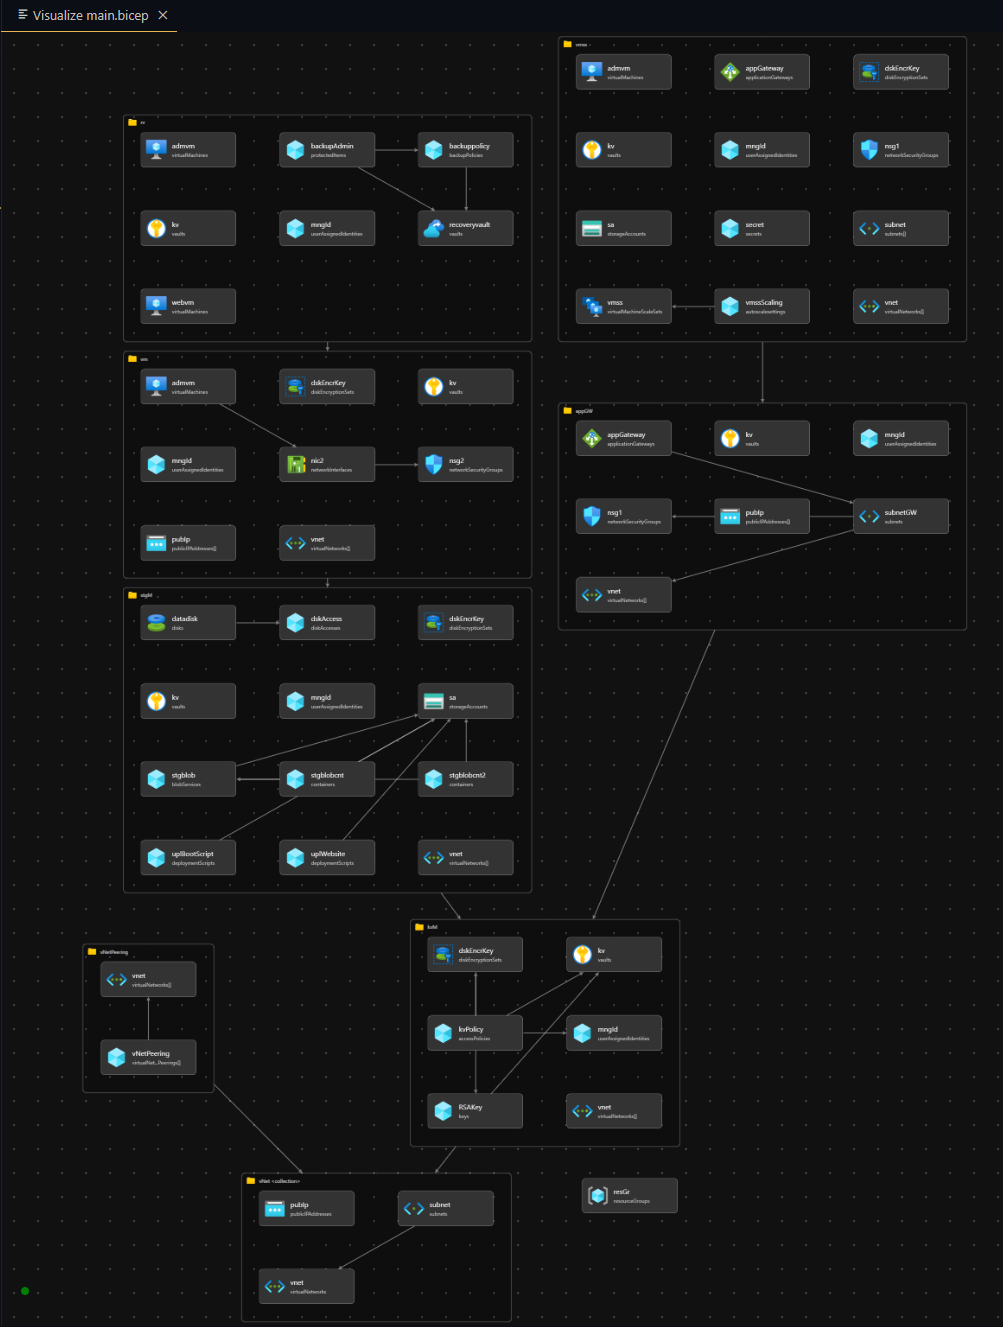 Visualize main.bicep
rv
admvm
virtualMachines
backupAdmin
protectedItems
backuppolicy
backupPolicies
kv
vaults
mngId
userAssignedIdentities
recoveryvault
vaults
webvm
virtualMachines
vmss
admvm
virtualMachines
appGateway
applicationGateways
dskEncrKey
diskEncryptionSets
kv
vaults
mngId
userAssignedIdentities
nsg1
networkSecurityGroups
sa
storageAccounts
secret
secrets
subnet
subnets[]
vmss
virtualMachineScaleSets
vmssScaling
autoscalesettings
vnet
virtualNetworks[]
vm
admvm
virtualMachines
dskEncrKey
diskEncryptionSets
kv
vaults
mngId
userAssignedIdentities
nic2
networkInterfaces
nsg2
networkSecurityGroups
pubIp
publicIPAddresses[]
vnet
virtualNetworks[]
appGW
appGateway
applicationGateways
kv
vaults
mngId
userAssignedIdentities
nsg1
networkSecurityGroups
pubIp
publicIPAddresses[]
subnetGW
subnets
vnet
virtualNetworks[]
datadisk
disks
dskAccess
diskAccesses
dskEncrKey
diskEncryptionSets
kv
vaults
mngId
userAssignedIdentities
sa
storageAccounts
stgblob
blobServices
stgblobcnt
containers
stgblobcnt2
containers
uplBootScript
deploymentScripts
uplWebsite
deploymentScripts
vnet
virtualNetworks[]
dskEncrKey
diskEncryptionSets
kv
vaults
kvPolicy
accessPolicies
mngId
userAssignedIdentities
RSAKey
keys
vnet
virtualNetworks[]
vNetPeering
vnet
virtualNetworks[]
vNetPeering
virtualNet...Peerings[]
vNet <collection>
pubIp
publicIPAddresses
subnet
subnets
vnet
virtualNetworks
resGr
resourceGroups